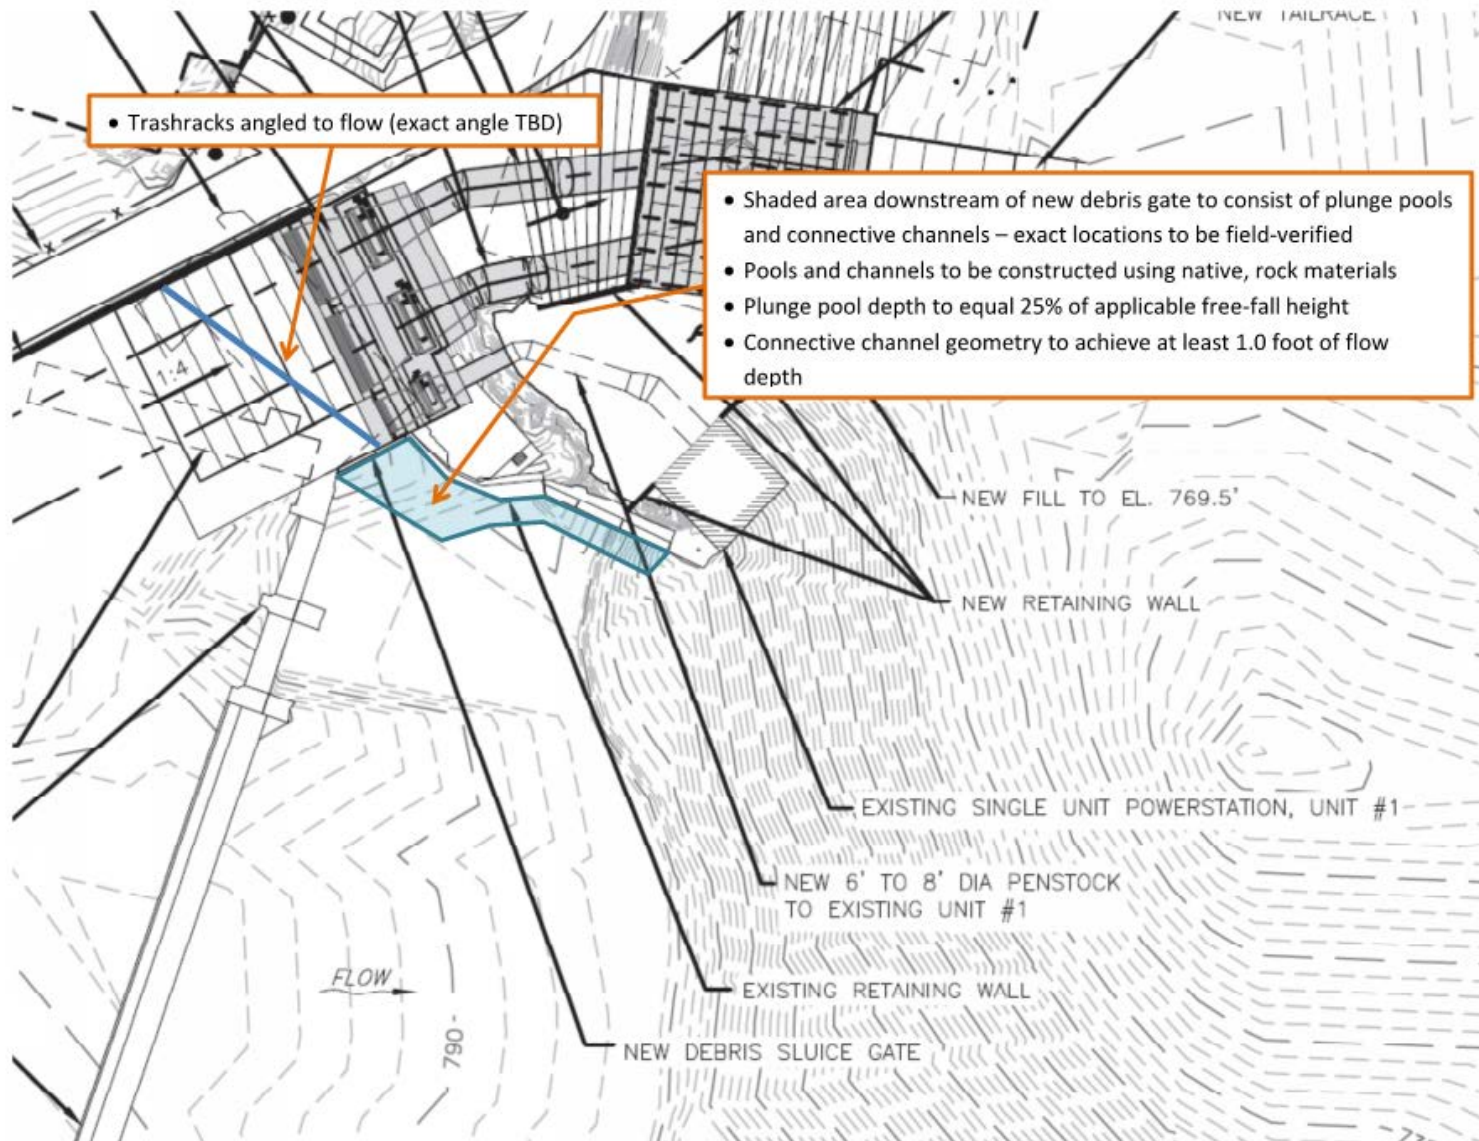 NEW TAILRACE
• Trashracks angled to flow (exact angle TBD)
• Shaded area downstream of new debris gate to consist of plunge pools
and connective channels – exact locations to be field-verified
• Pools and channels to be constructed using native, rock materials
• Plunge pool depth to equal 25% of applicable free-fall height
• Connective channel geometry to achieve at least 1.0 foot of flow
depth
1:4
NEW FILL TO EL. 769.5'
NEW RETAINING WALL
EXISTING SINGLE UNIT POWERSTATION, UNIT #1
NEW 6' TO 8' DIA PENSTOCK
TO EXISTING UNIT #1
FLOW
EXISTING RETAINING WALL
790
NEW DEBRIS SLUICE GATE